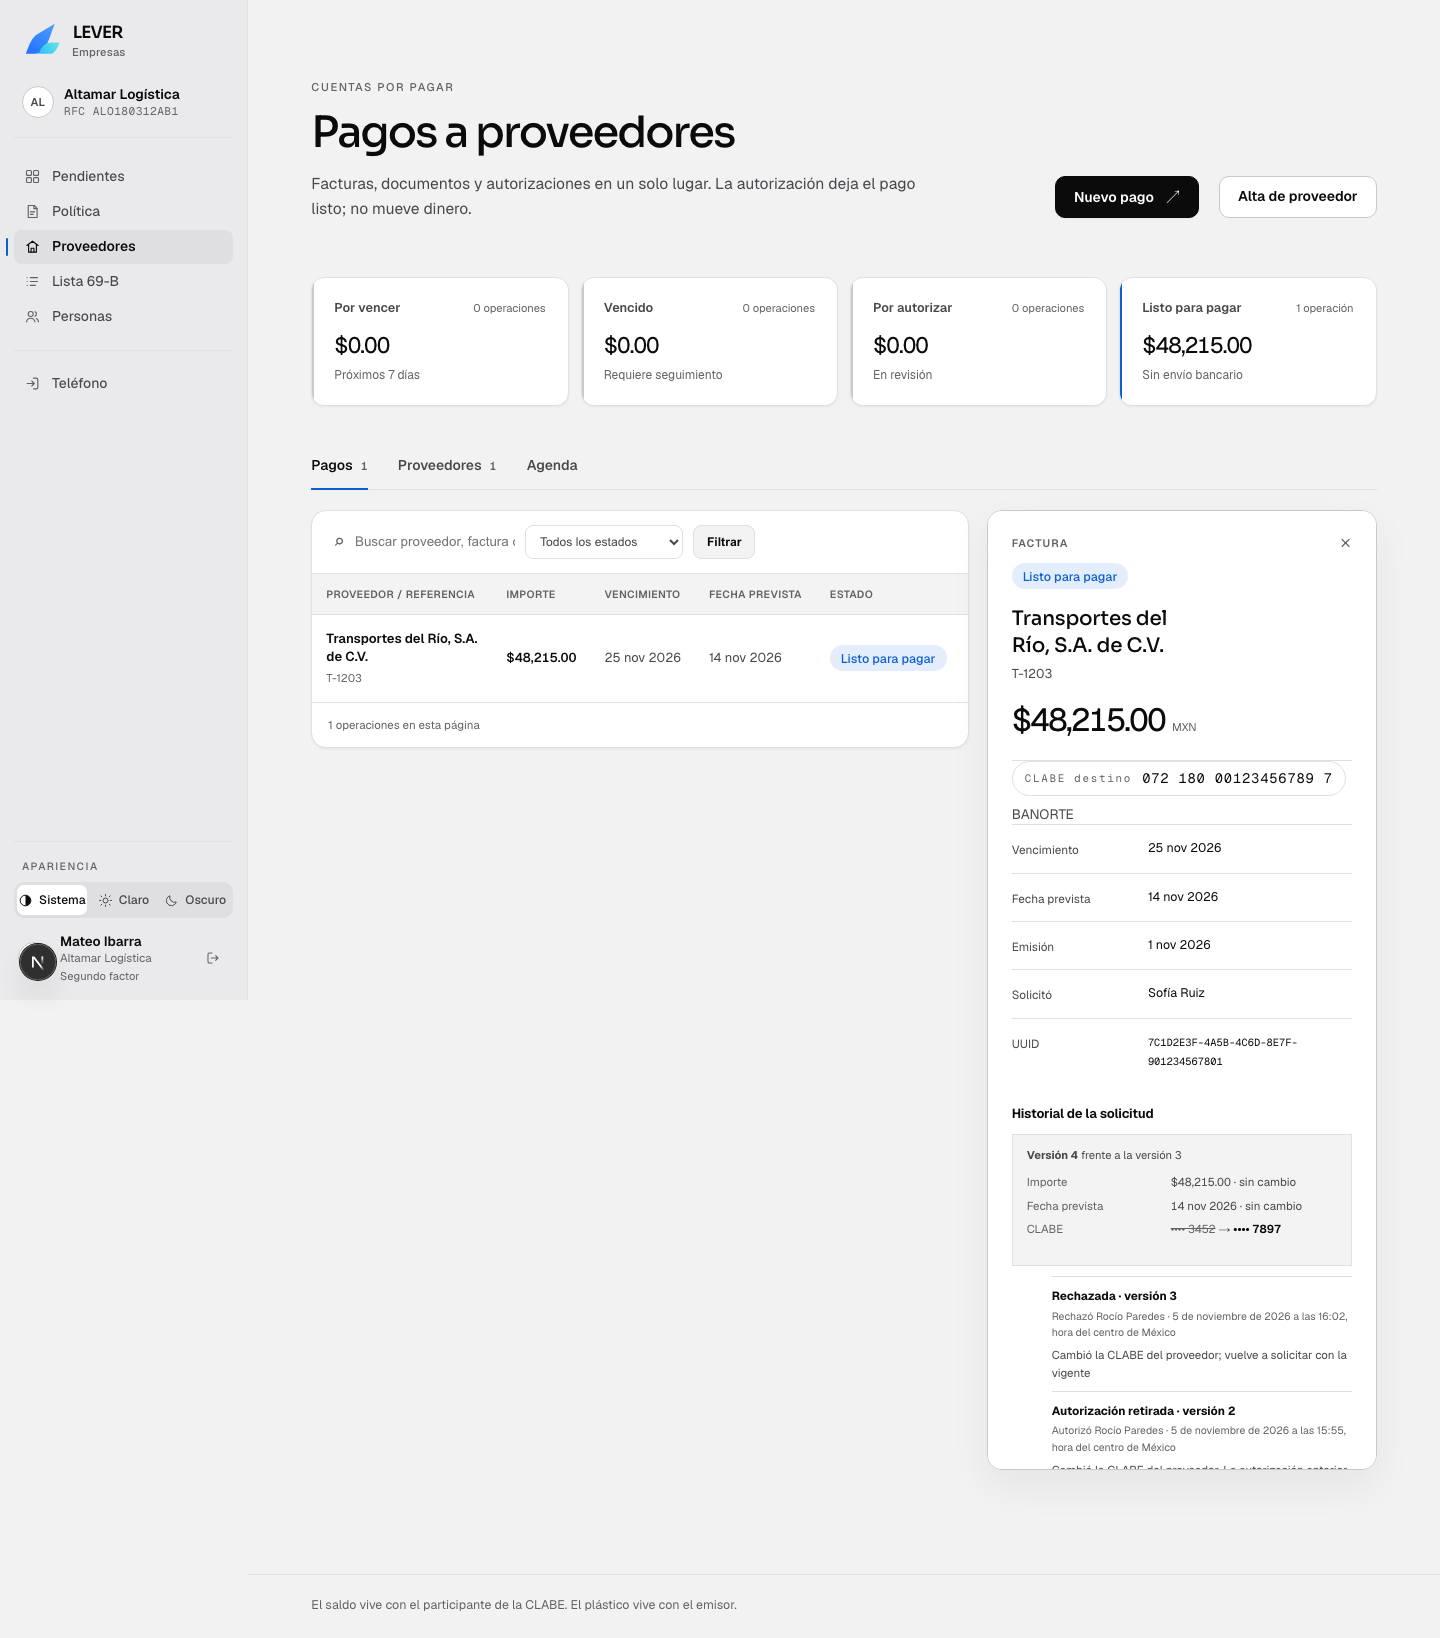 LEVER
Empresas
AL
Altamar Logística
RFC ALO180312AB1
Pendientes
Política
Proveedores
Lista 69-B
Personas
Teléfono
APARIENCIA
Sistema
Claro
Oscuro
N
Mateo Ibarra
Altamar Logística
Segundo factor
CUENTAS POR PAGAR
Pagos a proveedores
Facturas, documentos y autorizaciones en un solo lugar. La autorización deja el pago
listo; no mueve dinero.
Nuevo pago
Alta de proveedor
Por vencer 0 operaciones
$0.00
Próximos 7 días
Vencido 0 operaciones
$0.00
Requiere seguimiento
Por autorizar 0 operaciones
$0.00
En revisión
Listo para pagar 1 operación
$48,215.00
Sin envío bancario
Pagos 1 Proveedores 1 Agenda
Buscar proveedor, factura Todos los estados Filtrar
PROVEEDOR / REFERENCIA IMPORTE VENCIMIENTO FECHA PREVISTA ESTADO
Transportes del Río, S.A.
de C.V.
T-1203
$48,215.00 25 nov 2026 14 nov 2026 Listo para pagar
1 operaciones en esta página
FACTURA
Listo para pagar
Transportes del
Río, S.A. de C.V.
T-1203
$48,215.00 MXN
CLABE destino 072 180 00123456789 7
BANORTE
Vencimiento 25 nov 2026
Fecha prevista 14 nov 2026
Emisión 1 nov 2026
Solicitó Sofía Ruiz
UUID 7C1D2E3F-4A5B-4C6D-8E7F-
901234567801
Historial de la solicitud
Versión 4 frente a la versión 3
Importe $48,215.00 · sin cambio
Fecha prevista 14 nov 2026 · sin cambio
CLABE •••• 3452 → •••• 7897
Rechazada · versión 3
Rechazó Rocío Paredes · 5 de noviembre de 2026 a las 16:02,
hora del centro de México
Cambió la CLABE del proveedor; vuelve a solicitar con la
vigente
Autorización retirada · versión 2
Autorizó Rocío Paredes · 5 de noviembre de 2026 a las 15:55,
hora del centro de México
Cambió la CLABE del proveedor. La autorización anterior
El saldo vive con el participante de la CLABE. El plástico vive con el emisor.